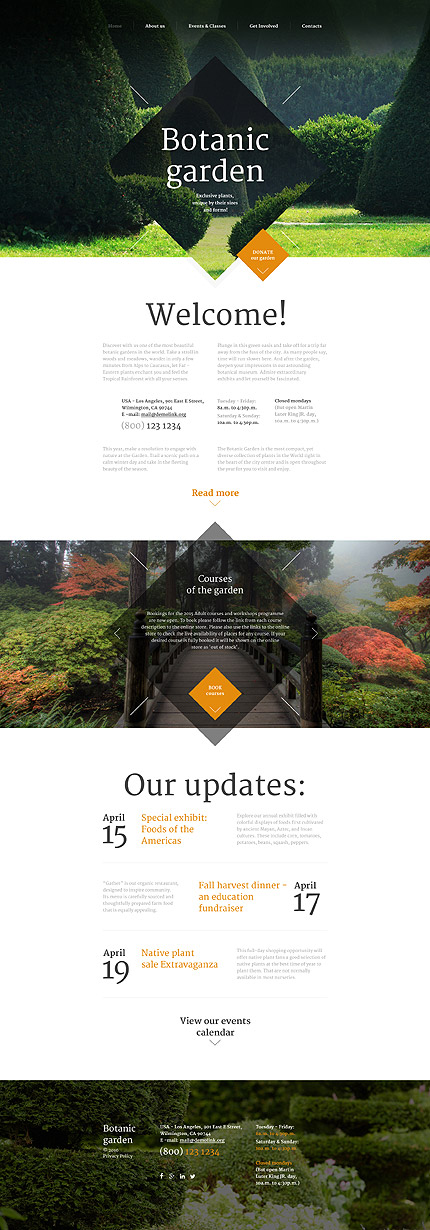 Home
About us
Events & Classes
Get Involved
Contacts
Botanic
garden
Exclusive plants,
unique by their sizes
and forms!
DONATE
our garden
Welcome!
Discover with us one of the most beautiful
botanic gardens in the world. Take a stroll in
woods and meadows, wander in only a few
minutes from Alps to Caucasus, let Far -
Eastern plants enchant you and feel the
Tropical Rainforest with all your senses.
Plunge in this green oasis and take off for a trip far
away from the fuss of the city. As many people say,
time will run slower here. And after the garden,
deepen your impressions in our astounding
botanical museum. Admire extraordinary
exhibits and let yourself be fascinated.
USA - Los Angeles, 901 East E Street,
Wilmington, CA 90744
E -mail: mail@demolink.org
(800) 123 1234
Tuesday - Friday:
8a.m. to 4:30p.m.
Saturday & Sunday:
10a.m. to 4:30p.m.
Closed mondays
(But open Martin
Luter King JR. day,
10a.m. to 4:30p.m.)
This year, make a resolution to engage with
nature at the Garden. Trail a scenic path on a
calm winter day and take in the fleeting
beauty of the season.
The Botanic Garden is the most compact, yet
diverse collection of plants in the World right in
the heart of the city center and is open throughout
the year for you to visit and enjoy.
Read more
Courses
of the garden
Bookings for the 2015 Adult courses and workshops programme
are now open. To book please follow the link from each course
description to the online store. Please also use the links to the online
store to check the live availability of places for any course. If your
desired course is fully booked it will be shown on the online
store as "out of stock".
BOOK
courses
Our updates:
April
15
Special exhibit:
Foods of the
Americas
Explore our annual exhibit filled with
colorful displays of foods first cultivated
by ancient Mayan, Aztec, and Incan
cultures. These include corn, tomatoes,
potatoes, beans, squash, peppers.
"Garden" is our organic restaurant,
designed to inspire community.
Its menu is carefully sourced and
thoughtfully prepared farm food
that is equally appealing.
Fall harvest dinner -
an education
fundraiser
April
17
April
19
Native plant
sale Extravaganza
This full-day shopping opportunity will
offer native plant fans a good selection of
native plants at the best time of year to
plant them. That are not normally
available in most nurseries.
View our events
calendar
Botanic
garden
Privacy Policy
USA - Los Angeles, 901 East E Street,
Wilmington, CA 90744
E -mail: mail@demolink.org
(800) 123 1234
Tuesday - Friday:
8a.m. to 4:30p.m.
Saturday & Sunday:
10a.m. to 4:30p.m.
Closed mondays
(But open Martin
Luter King JR. day,
10a.m. to 4:30p.m.)